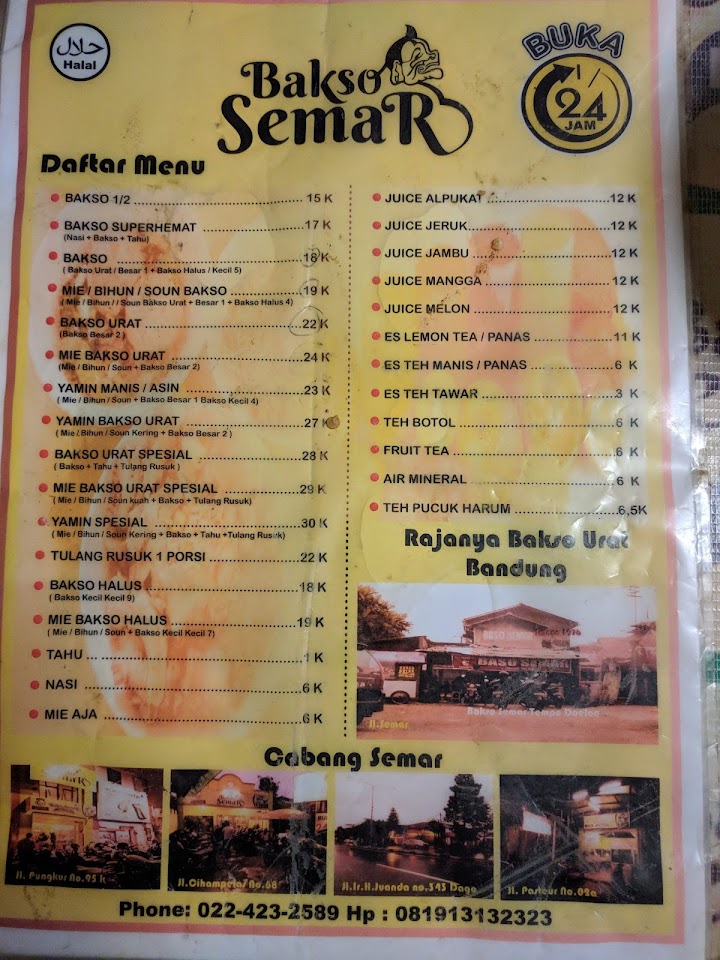 حلال
Halal
Bakso
SemaR
BUKA
24
JAM
Daftar Menu
BAKSO 1/2 15 K
BAKSO SUPERHEMAT 17 K
(Nasi + Bakso + Tahu)
BAKSO 18 K
( Bakso Urat / Besar 1 + Bakso Halus / Kecil 5)
MIE / BIHUN / SOUN BAKSO 19 K
( Mie / Bihun / / Soun Bakso Urat + Besar 1 + Bakso Halus 4)
BAKSO URAT 22 K
(Bakso Besar 2 )
MIE BAKSO URAT 24 K
( Mie / Bihun / Soun + Bakso Besar 2)
YAMIN MANIS / ASIN 23 K
( Mie / Bihun / Soun + Bakso Besar 1 Bakso Kecil 4)
YAMIN BAKSO URAT 27 K
( Mie / Bihun / Soun Kering + Bakso Besar 2 )
BAKSO URAT SPESIAL 28 K
( Bakso + Tahu + Tulang Rusuk )
MIE BAKSO URAT SPESIAL 29 K
( Mie / Bihun / Soun kuah + Bakso + Tulang Rusuk)
YAMIN SPESIAL 30 K
( Mie / Bihun / Soun Kering + Bakso + Tahu +Tulang Rusuk)
TULANG RUSUK 1 PORSI 22 K
BAKSO HALUS 18 K
( Bakso Kecil Kecil 9)
MIE BAKSO HALUS 19 K
( Mie / Bihun / Soun + Bakso Kecil Kecil 7)
TAHU 1 K
NASI 6 K
MIE AJA 6 K
JUICE ALPUKAT 12 K
JUICE JERUK 12 K
JUICE JAMBU 12 K
JUICE MANGGA 12 K
JUICE MELON 12 K
ES LEMON TEA / PANAS 11 K
ES TEH MANIS / PANAS 6 K
ES TEH TAWAR 3 K
TEH BOTOL 6 K
FRUIT TEA 6 K
AIR MINERAL 6 K
TEH PUCUK HARUM 6,5K
Rajanya Bakso Urat
Bandung
BASO SEMAR
BASO SEMAR
Bakso Semar Tempo Doeloe
Jl.Semar
Cabang Semar
Jl. Pungkur No.95 k
SemaR
Jl.Cihampelas No.68
Jl.Ir.H.Juanda no.343 Dago
Jl. Pasteur No.02a
Phone: 022-423-2589 Hp : 081913132323